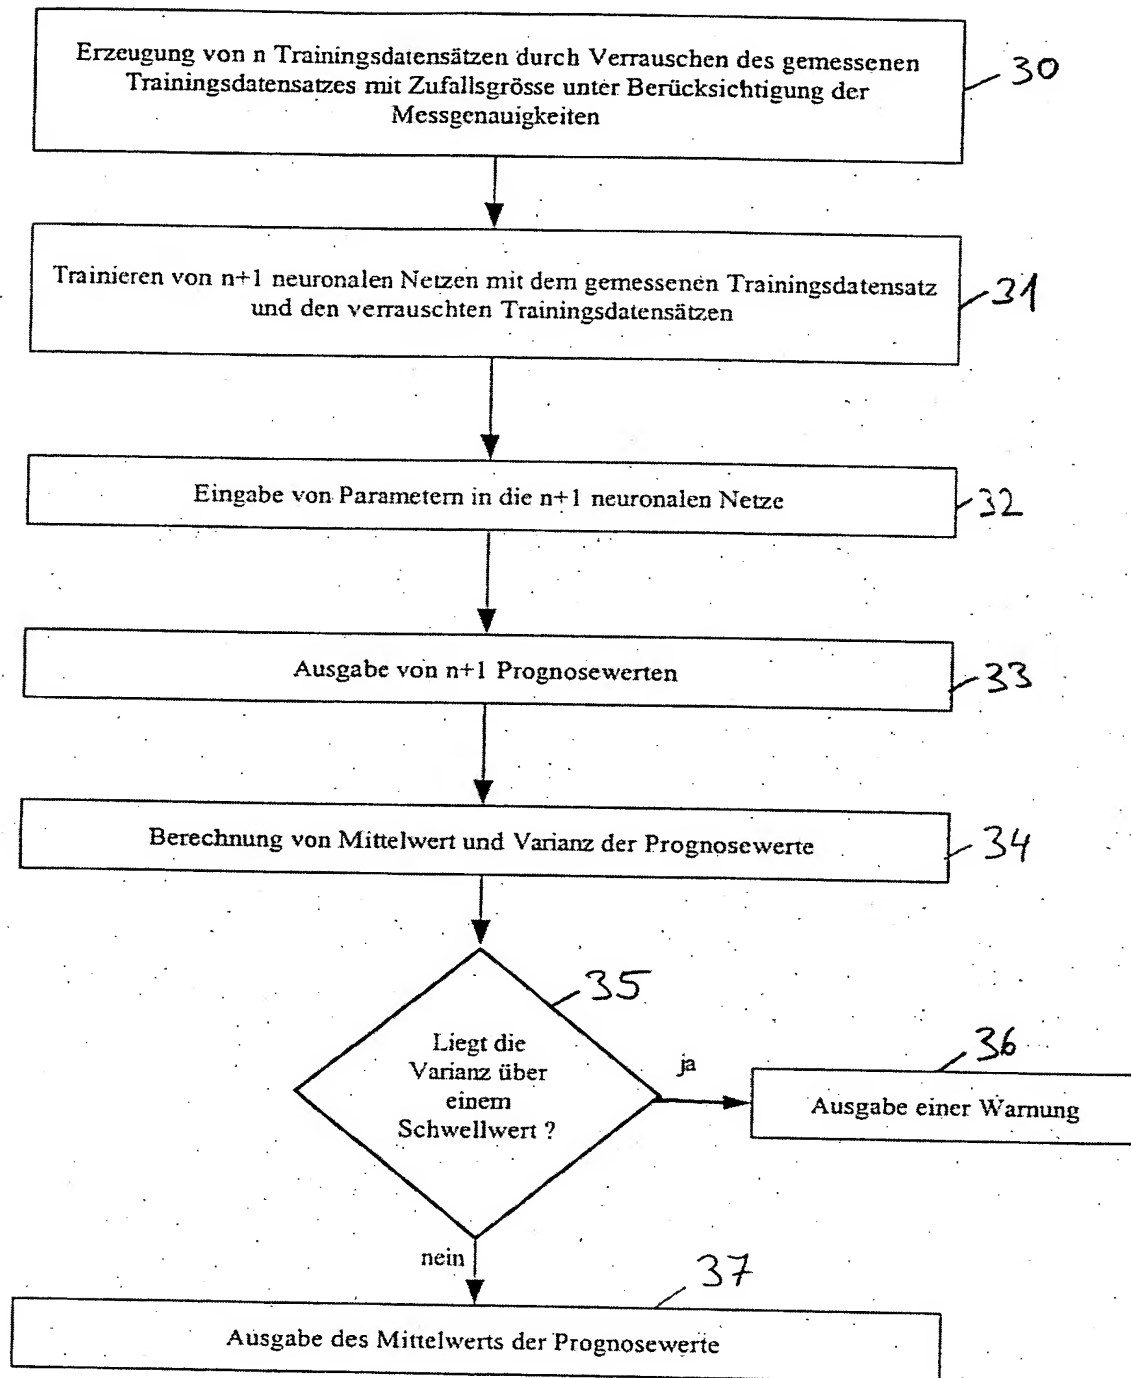 Erzeugung von n Trainingsdatensätzen durch Verrauschen des gemessenen
Trainingsdatensatzes mit Zufallsgrösse unter Berücksichtigung der
Messgenauigkeiten
30
Trainieren von n+1 neuronalen Netzen mit dem gemessenen Trainingsdatensatz
und den verrauschten Trainingsdatensätzen
31
Eingabe von Parametern in die n+1 neuronalen Netze
32
Ausgabe von n+1 Prognosewerten
33
Berechnung von Mittelwert und Varianz der Prognosewerte
34
35
Liegt die
Varianz über
einem
Schwellwert ?
ja
36
Ausgabe einer Warnung
nein
37
Ausgabe des Mittelwerts der Prognosewerte